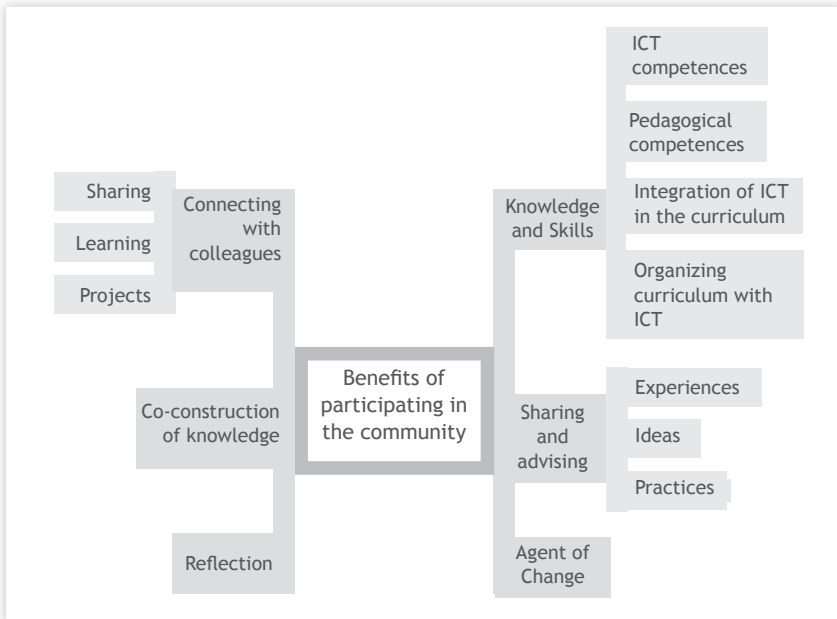 Sharing
Learning
Projects
Connecting
with
colleagues
Co-construction
of knowledge
Reflection
Benefits of
participating in
the community
Knowledge
and Skills
ICT
competences
Pedagogical
competences
Integration of ICT
in the curriculum
Organizing
curriculum with
ICT
Sharing
and
advising
Experiences
Ideas
Practices
Agent of
Change